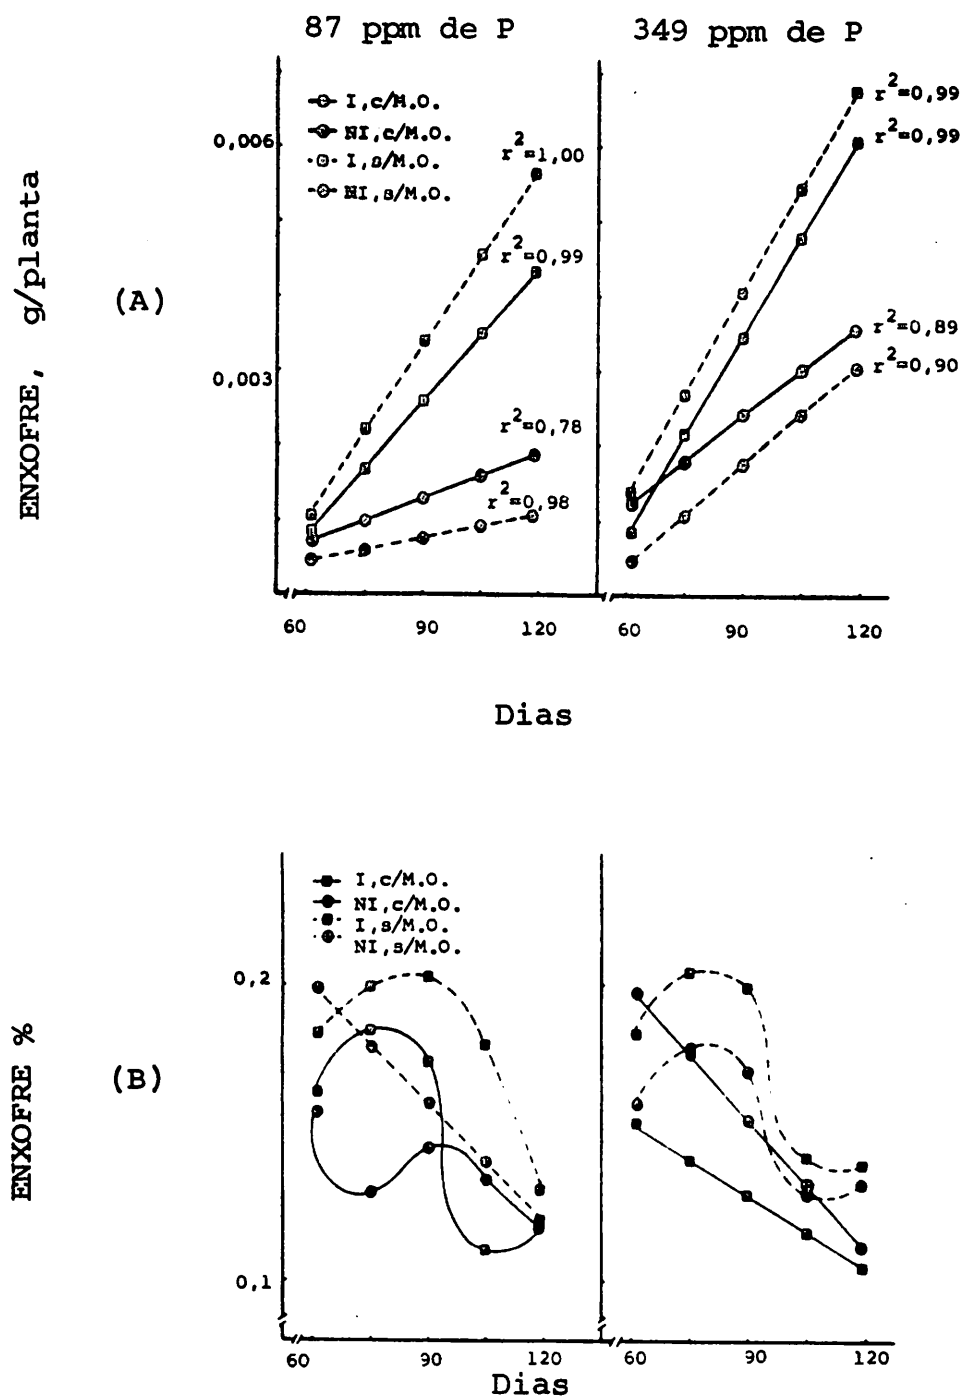 87 ppm de P
349 ppm de P
I,c/M.O.
NI,c/M.O.
I,s/M.O.
NI,s/M.O.
r²=1,00
r²=0,99
r²=0,78
r²=0,98
r²=0,99
r²=0,99
r²=0,89
r²=0,90
0,006
0,003
ENXOFRE, g/planta
(A)
60
90
120
60
90
120
Dias
I,c/M.O.
NI,c/M.O.
I,s/M.O.
NI,s/M.O.
0,2
0,1
ENXOFRE %
(B)
60
90
120
60
90
120
Dias